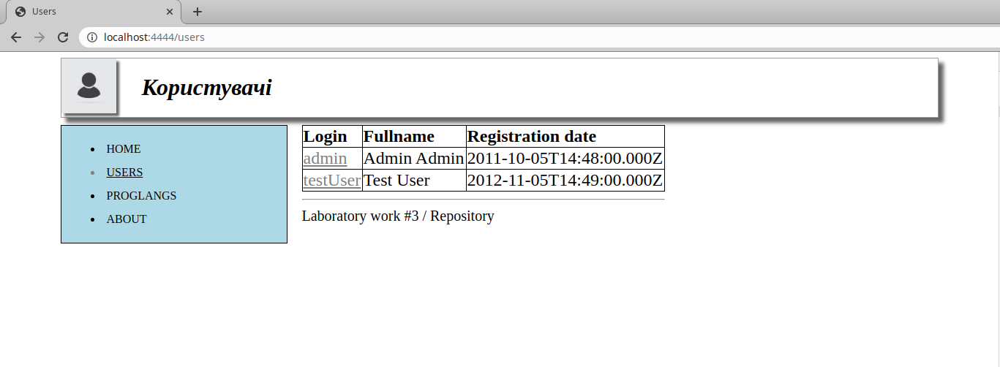 Users
localhost:4444/users
Користувачі
HOME
USERS
PROGLANGS
ABOUT
Login Fullname Registration date
admin Admin Admin 2011-10-05T14:48:00.000Z
testUser Test User 2012-11-05T14:49:00.000Z
Laboratory work #3 / Repository